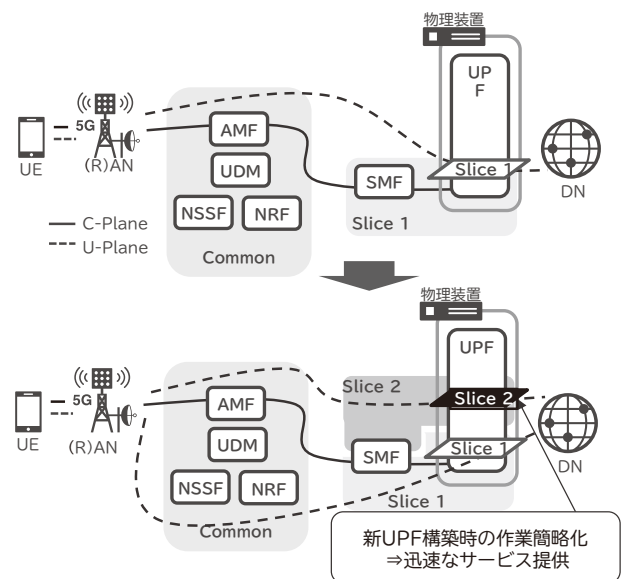 物理装置
UP
F
5G
UE
(R)AN
AMF
UDM
NSSF
NRF
Common
SMF
Slice 1
Slice 1
DN
C-Plane
U-Plane
物理装置
UPF
5G
UE
(R)AN
AMF
UDM
NSSF
NRF
Common
Slice 2
Slice 2
SMF
Slice 1
Slice 1
DN
新UPF構築時の作業簡略化
⇒迅速なサービス提供